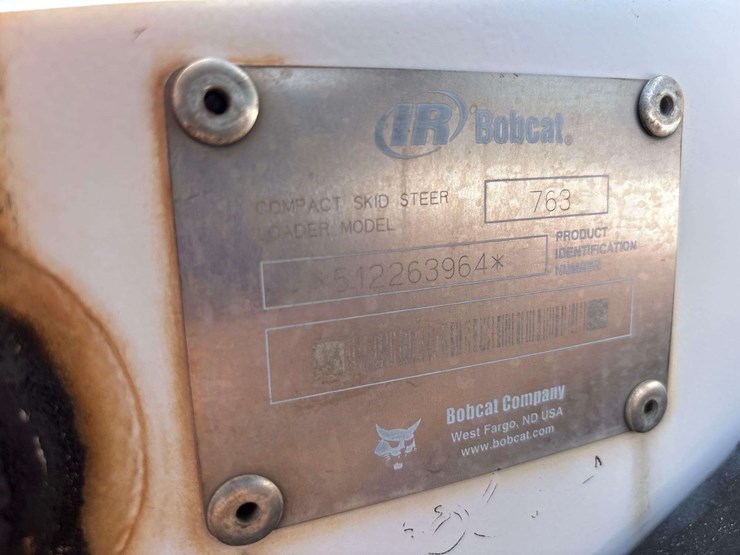 IR Bobcat®
COMPACT SKID STEER 763
LOADER MODEL
PRODUCT
512263964* IDENTIFICATION
NUMBER
Bobcat Company
West Fargo, ND USA
www.bobcat.com